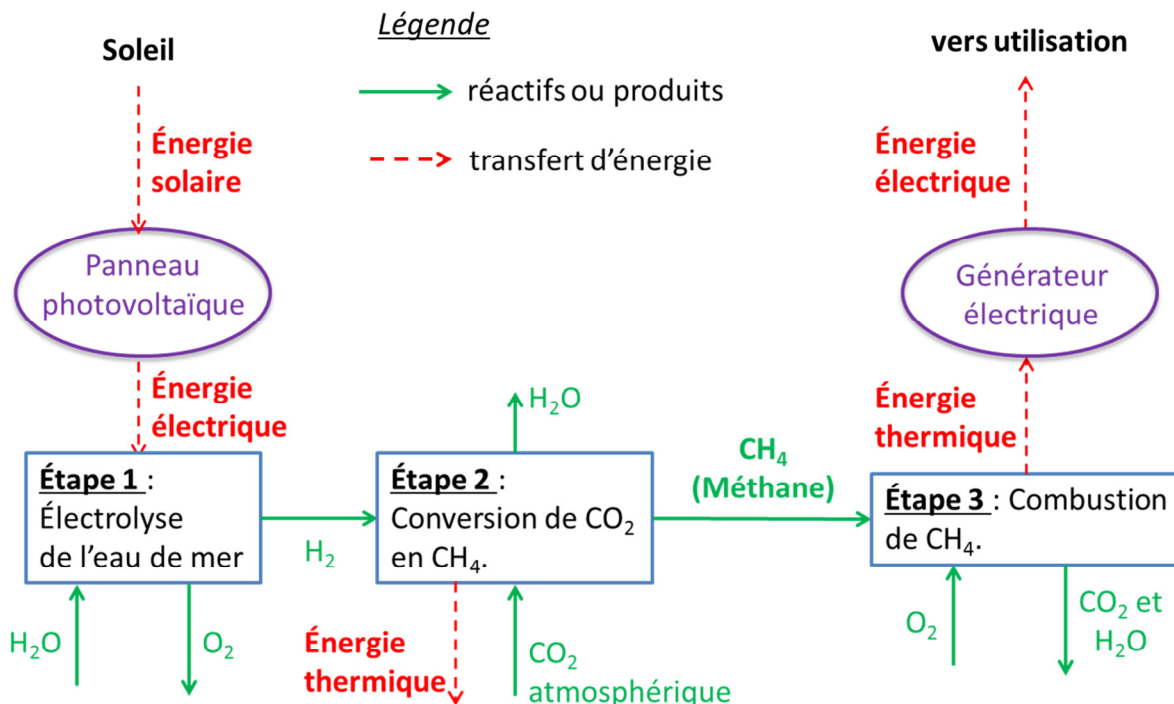 Légende
Soleil
vers utilisation
réactifs ou produits
transfert d'énergie
Énergie
solaire
Énergie
électrique
Panneau
photovoltaïque
Générateur
électrique
Énergie
électrique
H₂O
Énergie
thermique
CH₄
(Méthane)
Étape 1 :
Électrolyse
de l'eau de mer
H₂
Étape 2 :
Conversion de CO₂
en CH₄.
Étape 3 : Combustion
de CH₄.
H₂O
O₂
Énergie
thermique
CO₂
atmosphérique
O₂
CO₂ et
H₂O